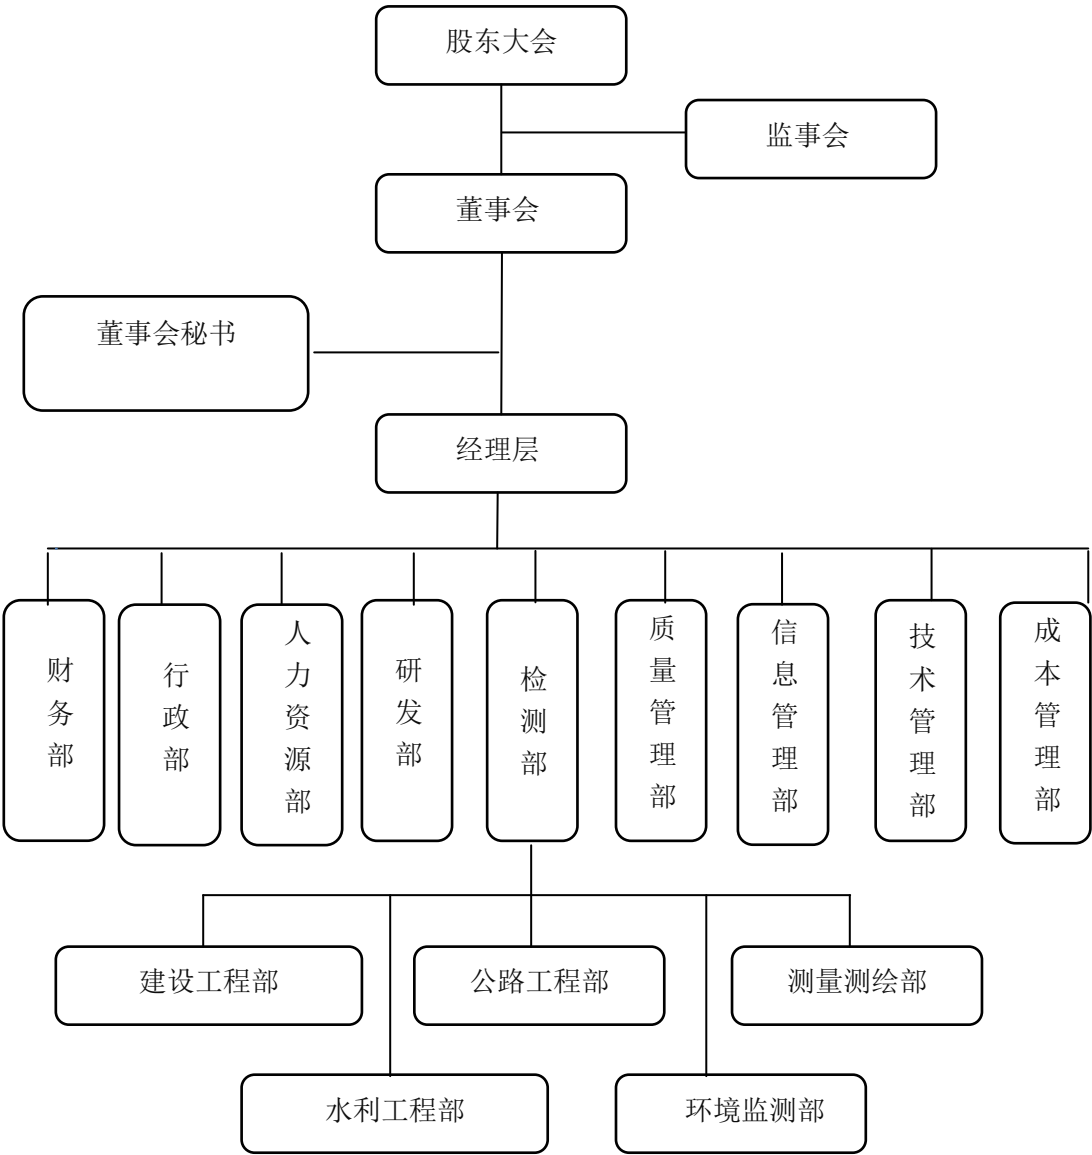 股东大会
监事会
董事会
董事会秘书
经理层
财务部
行政部
人力资源部
研发部
检测部
质量管理部
信息管理部
技术管理部
成本管理部
建设工程部
公路工程部
测量测绘部
水利工程部
环境监测部